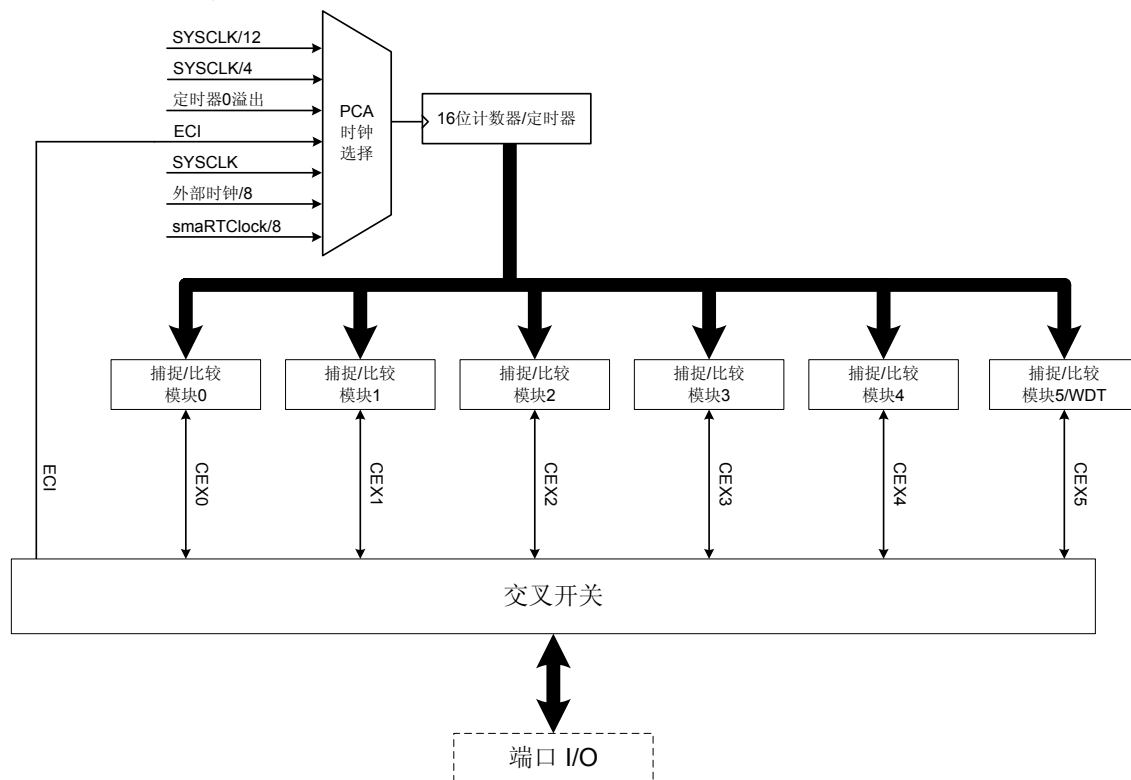 SYSCLK/12
SYSCLK/4
定时器0溢出
ECI
SYSCLK
外部时钟/8
smaRTClock/8
PCA
时钟
选择
16位计数器/定时器
捕捉/比较
模块0
捕捉/比较
模块1
捕捉/比较
模块2
捕捉/比较
模块3
捕捉/比较
模块4
捕捉/比较
模块5/WDT
ECI
CEX0
CEX1
CEX2
CEX3
CEX4
CEX5
交叉开关
端口 I/O